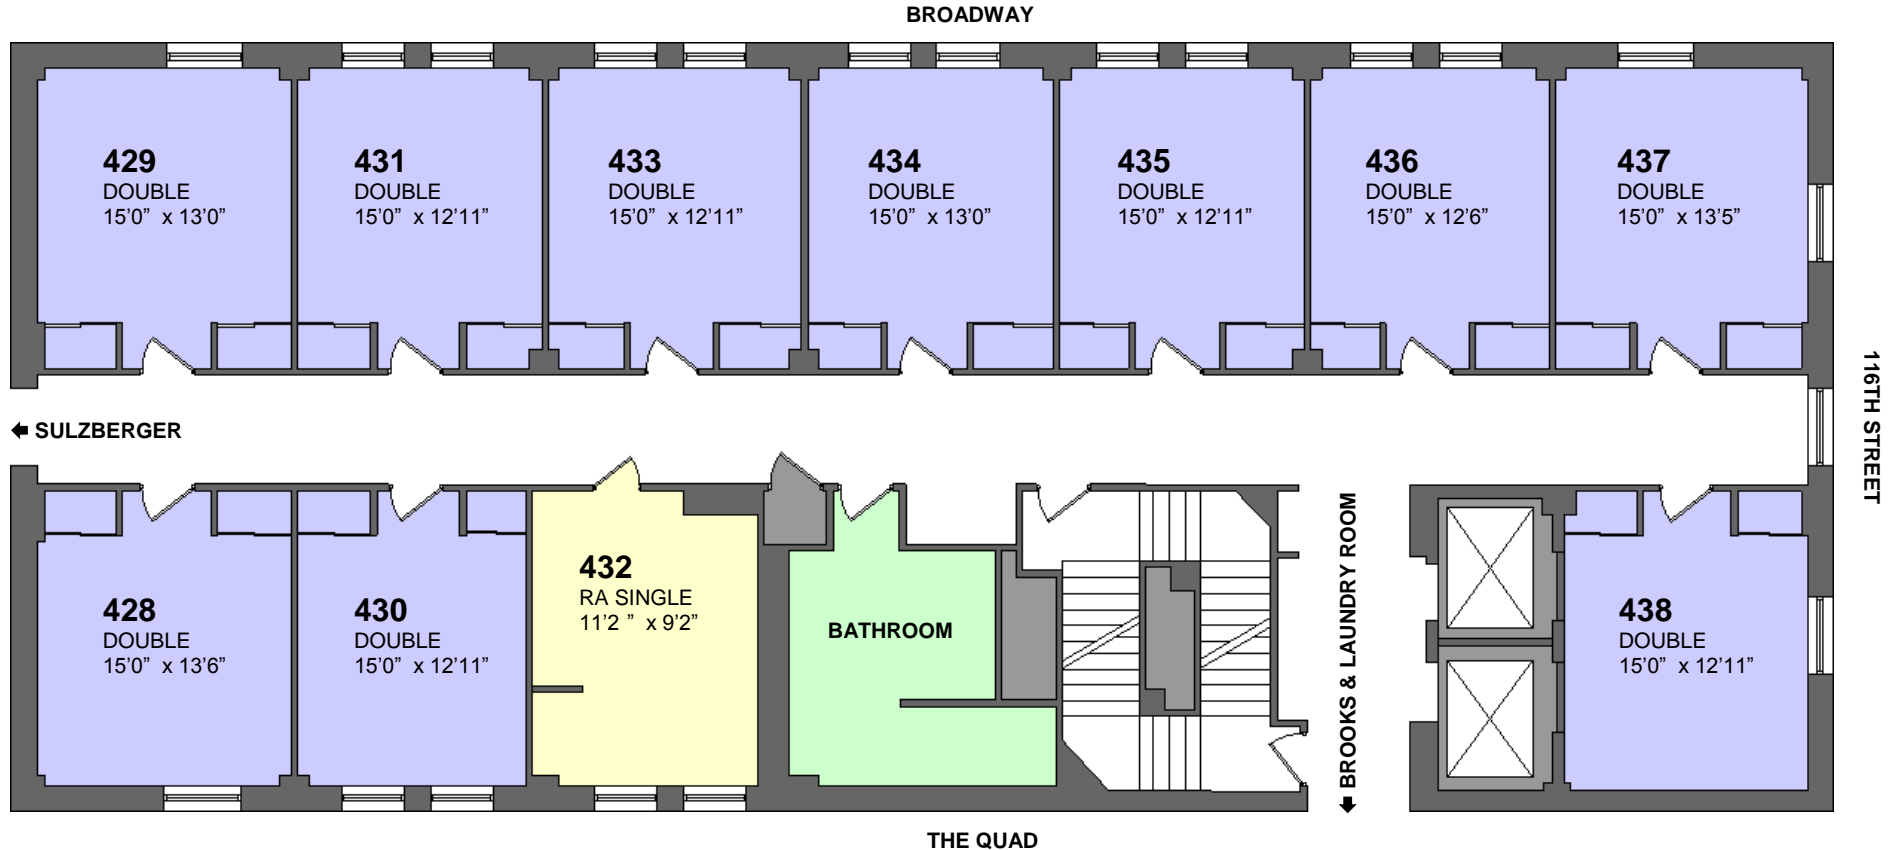 BROADWAY
429
DOUBLE
15'0" x 13'0"
431
DOUBLE
15'0" x 12'11"
433
DOUBLE
15'0" x 12'11"
434
DOUBLE
15'0" x 13'0"
435
DOUBLE
15'0" x 12'11"
436
DOUBLE
15'0" x 12'6"
437
DOUBLE
15'0" x 13'5"
116TH STREET
SULZBERGER
428
DOUBLE
15'0" x 13'6"
430
DOUBLE
15'0" x 12'11"
432
RA SINGLE
11'2 " x 9'2"
BATHROOM
BROOKS & LAUNDRY ROOM
438
DOUBLE
15'0" x 12'11"
THE QUAD